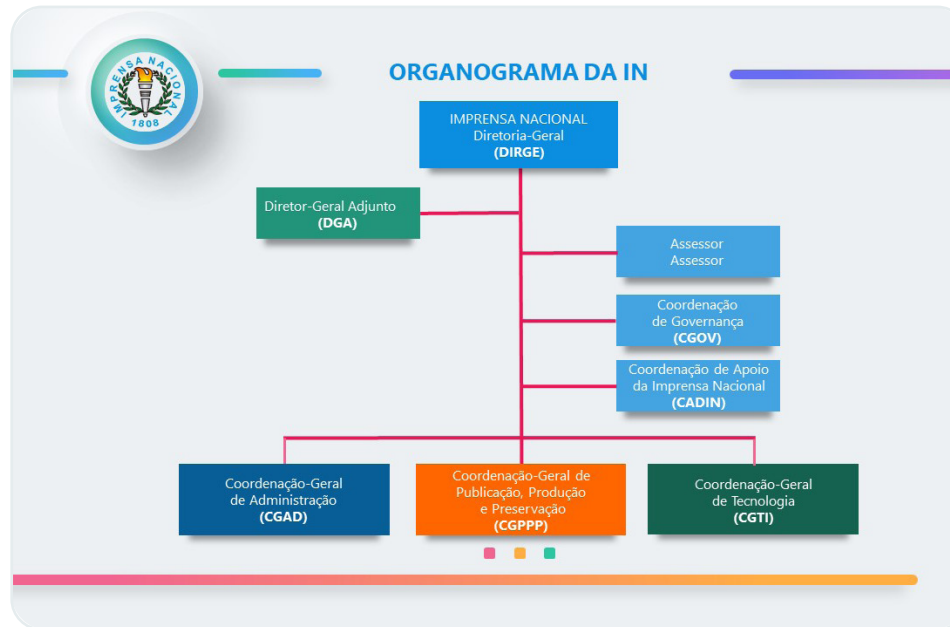 IMPRENSA NACIONAL
1808
ORGANOGRAMA DA IN
IMPRENSA NACIONAL
Diretoria-Geral
(DIRGE)
Diretor-Geral Adjunto
(DGA)
Assessor
Assessor
Coordenação
de Governança
(CGOV)
Coordenação de Apoio
da Imprensa Nacional
(CADIN)
Coordenação-Geral
de Administração
(CGAD)
Coordenação-Geral de
Publicação, Produção
e Preservação
(CGPPP)
Coordenação-Geral
de Tecnologia
(CGTI)